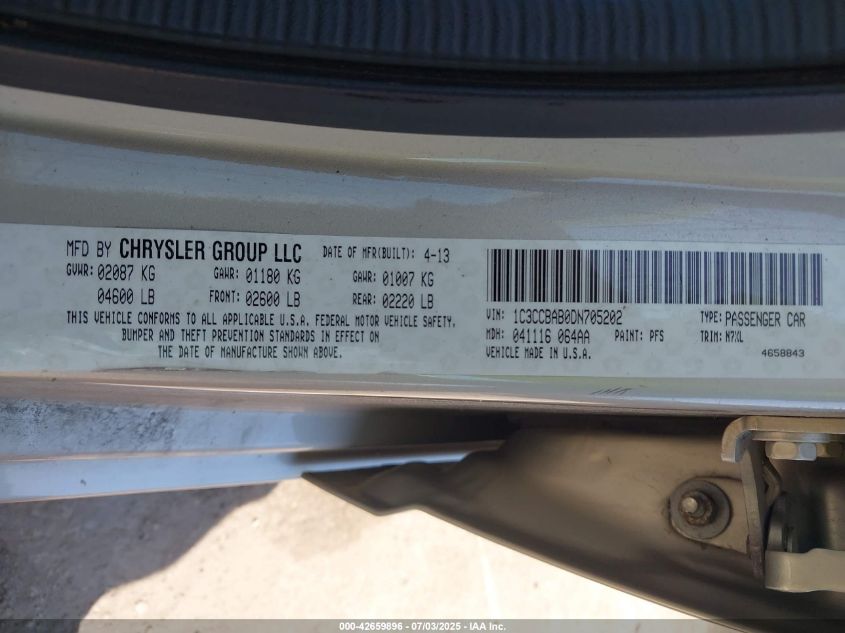 MFD BY CHRYSLER GROUP LLC DATE OF MFR(BUILT): 4-13
GVWR: 02087 KG GAWR: 01180 KG GAWR: 01007 KG
04600 LB FRONT: 02600 LB REAR: 02220 LB
THIS VEHICLE CONFORMS TO ALL APPLICABLE U.S.A. FEDERAL MOTOR VEHICLE SAFETY,
BUMPER AND THEFT PREVENTION STANDARDS IN EFFECT ON
THE DATE OF MANUFACTURE SHOWN ABOVE.
VIN: 1C3CCBAB0DN705202 TYPE: PASSENGER CAR
MDH: 041116 064AA PAINT: PFS TRIM: N7XL
VEHICLE MADE IN U.S.A. 4658843
000-42659896 - 07/03/2025 - IAA Inc.